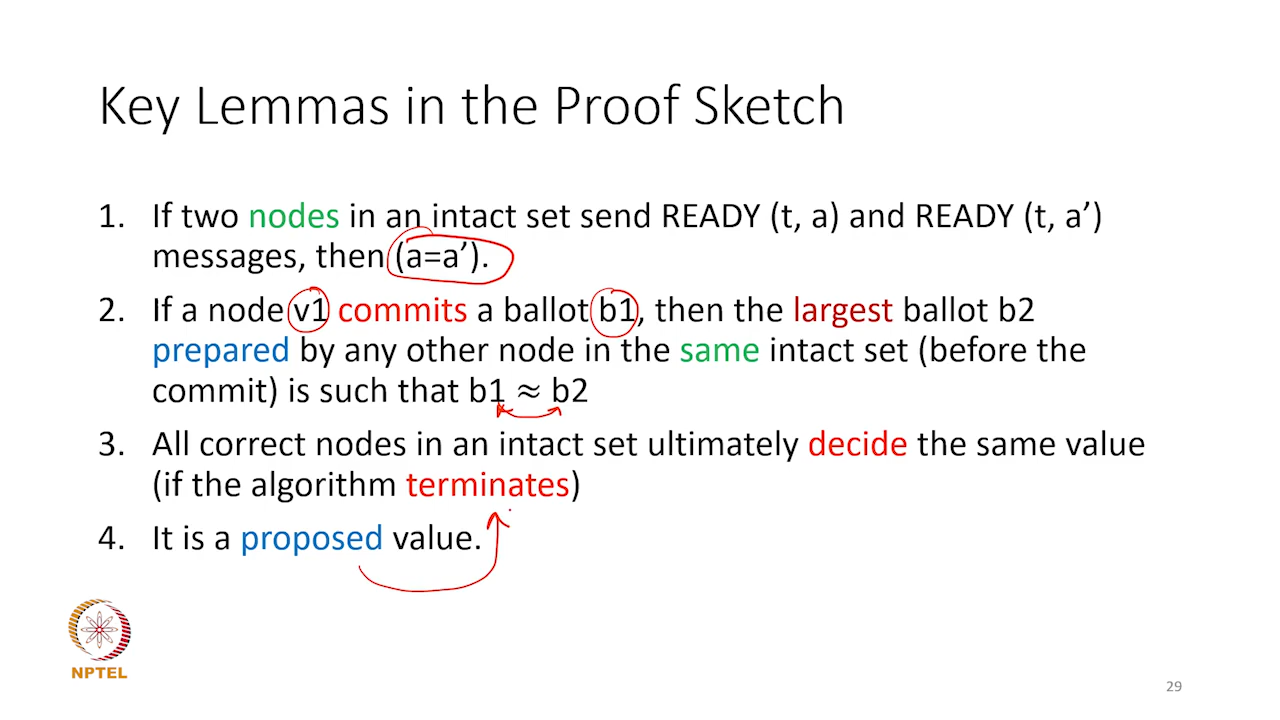 Key Lemmas in the Proof Sketch
1. If two nodes in an intact set send READY (t, a) and READY (t, a’)
messages, then (a=a’).
2. If a node v1 commits a ballot b1, then the largest ballot b2
prepared by any other node in the same intact set (before the
commit) is such that b1 ≈ b2
3. All correct nodes in an intact set ultimately decide the same value
(if the algorithm terminates)
4. It is a proposed value.
NPTEL
29